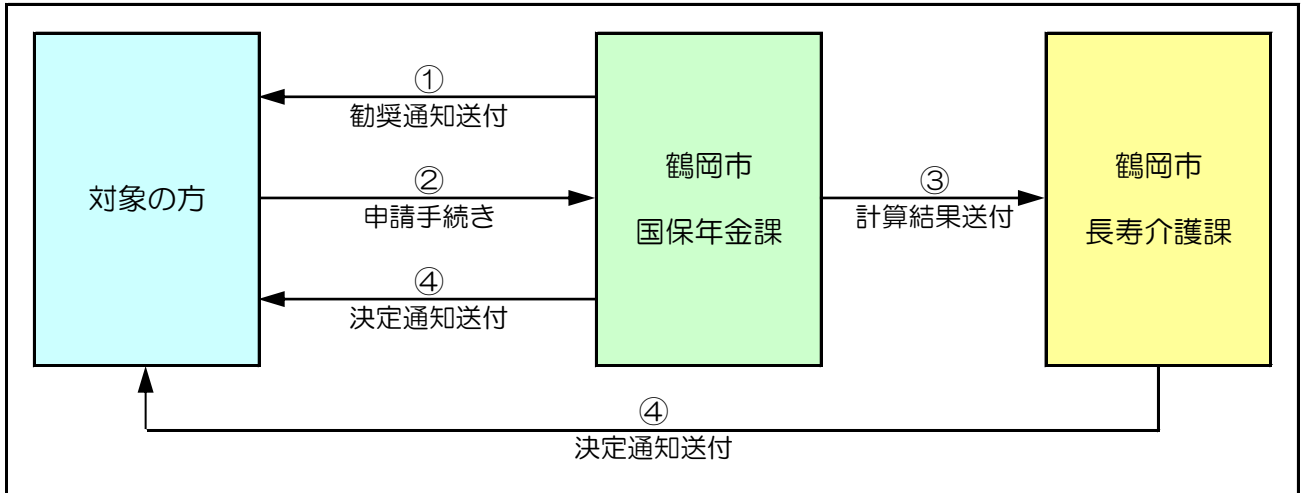 ①
勧奨通知送付
対象の方
②
申請手続き
④
決定通知送付
鶴岡市
国保年金課
③
計算結果送付
鶴岡市
長寿介護課
④
決定通知送付